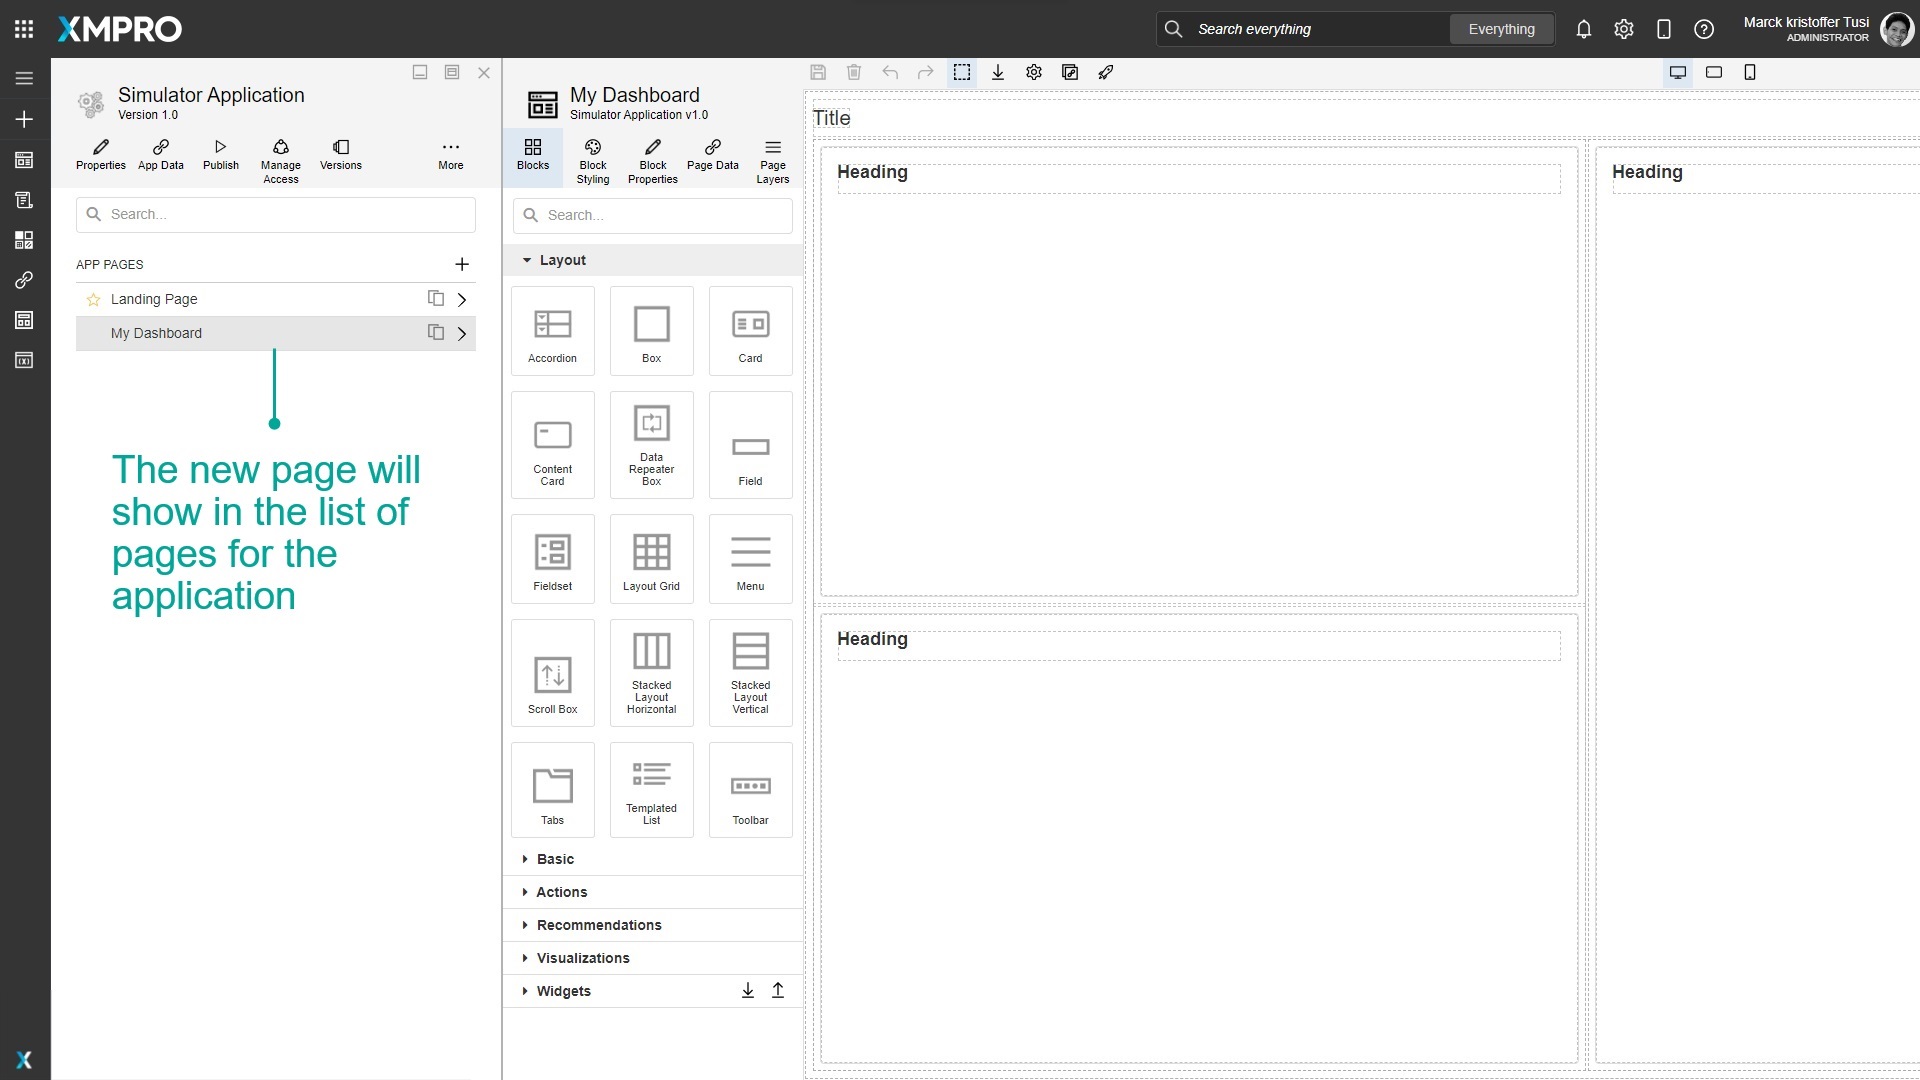 XMPRO
Search everything
Everything
Marck kristoffer Tusi
ADMINISTRATOR
Simulator Application
Version 1.0
Properties
App Data
Publish
Manage
Access
Versions
More
Search...
APP PAGES
Landing Page
My Dashboard
The new page will
show in the list of
pages for the
application
My Dashboard
Simulator Application v1.0
Blocks
Block
Styling
Block
Properties
Page Data
Page
Layers
Search...
Layout
Accordion
Box
Card
Content
Card
Data
Repeater
Box
Field
Fieldset
Layout Grid
Menu
Scroll Box
Stacked
Layout
Horizontal
Stacked
Layout
Vertical
Tabs
Templated
List
Toolbar
Basic
Actions
Recommendations
Visualizations
Widgets
Title
Heading
Heading
Heading